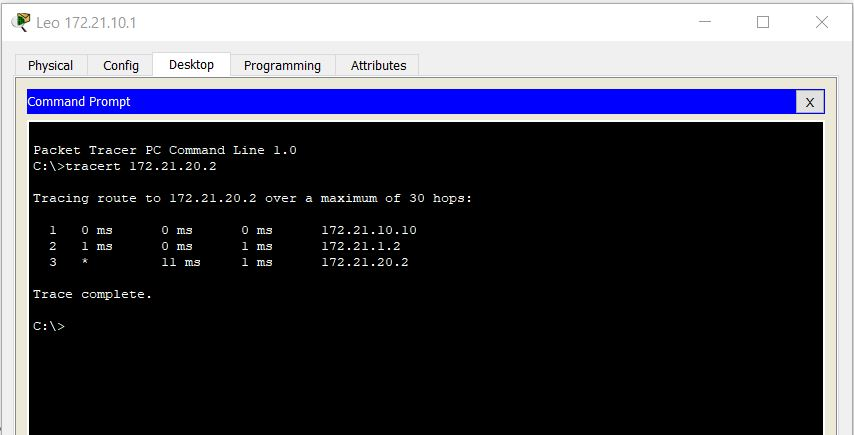 Leo 172.21.10.1
Physical Config Desktop Programming Attributes
Command Prompt X
Packet Tracer PC Command Line 1.0
C:\>tracert 172.21.20.2
Tracing route to 172.21.20.2 over a maximum of 30 hops:
1 0 ms 0 ms 0 ms 172.21.10.10
2 1 ms 0 ms 1 ms 172.21.1.2
3 * 11 ms 1 ms 172.21.20.2
Trace complete.
C:\>